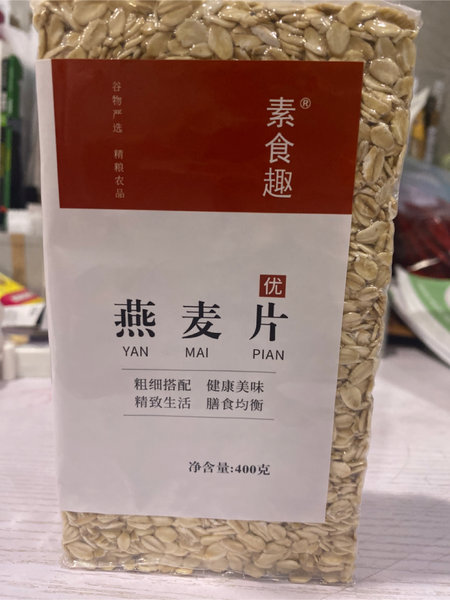 谷物严选 精粮农品
素食趣®
优
燕麦片
YAN MAI PIAN
粗细搭配 健康美味
精致生活 膳食均衡
净含量:400克